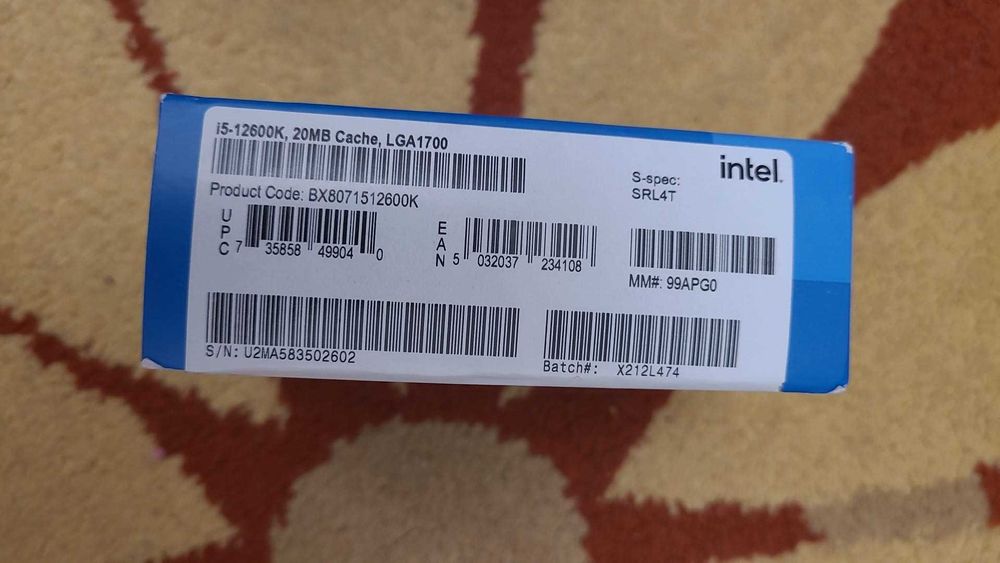 i5-12600K, 20MB Cache, LGA1700
intel.
S-spec:
SRL4T
Product Code: BX8071512600K
UPC
7 35858 49904 0
EAN
5 032037 234108
MM#: 99APG0
S/N: U2MA583502602
Batch#: X212L474